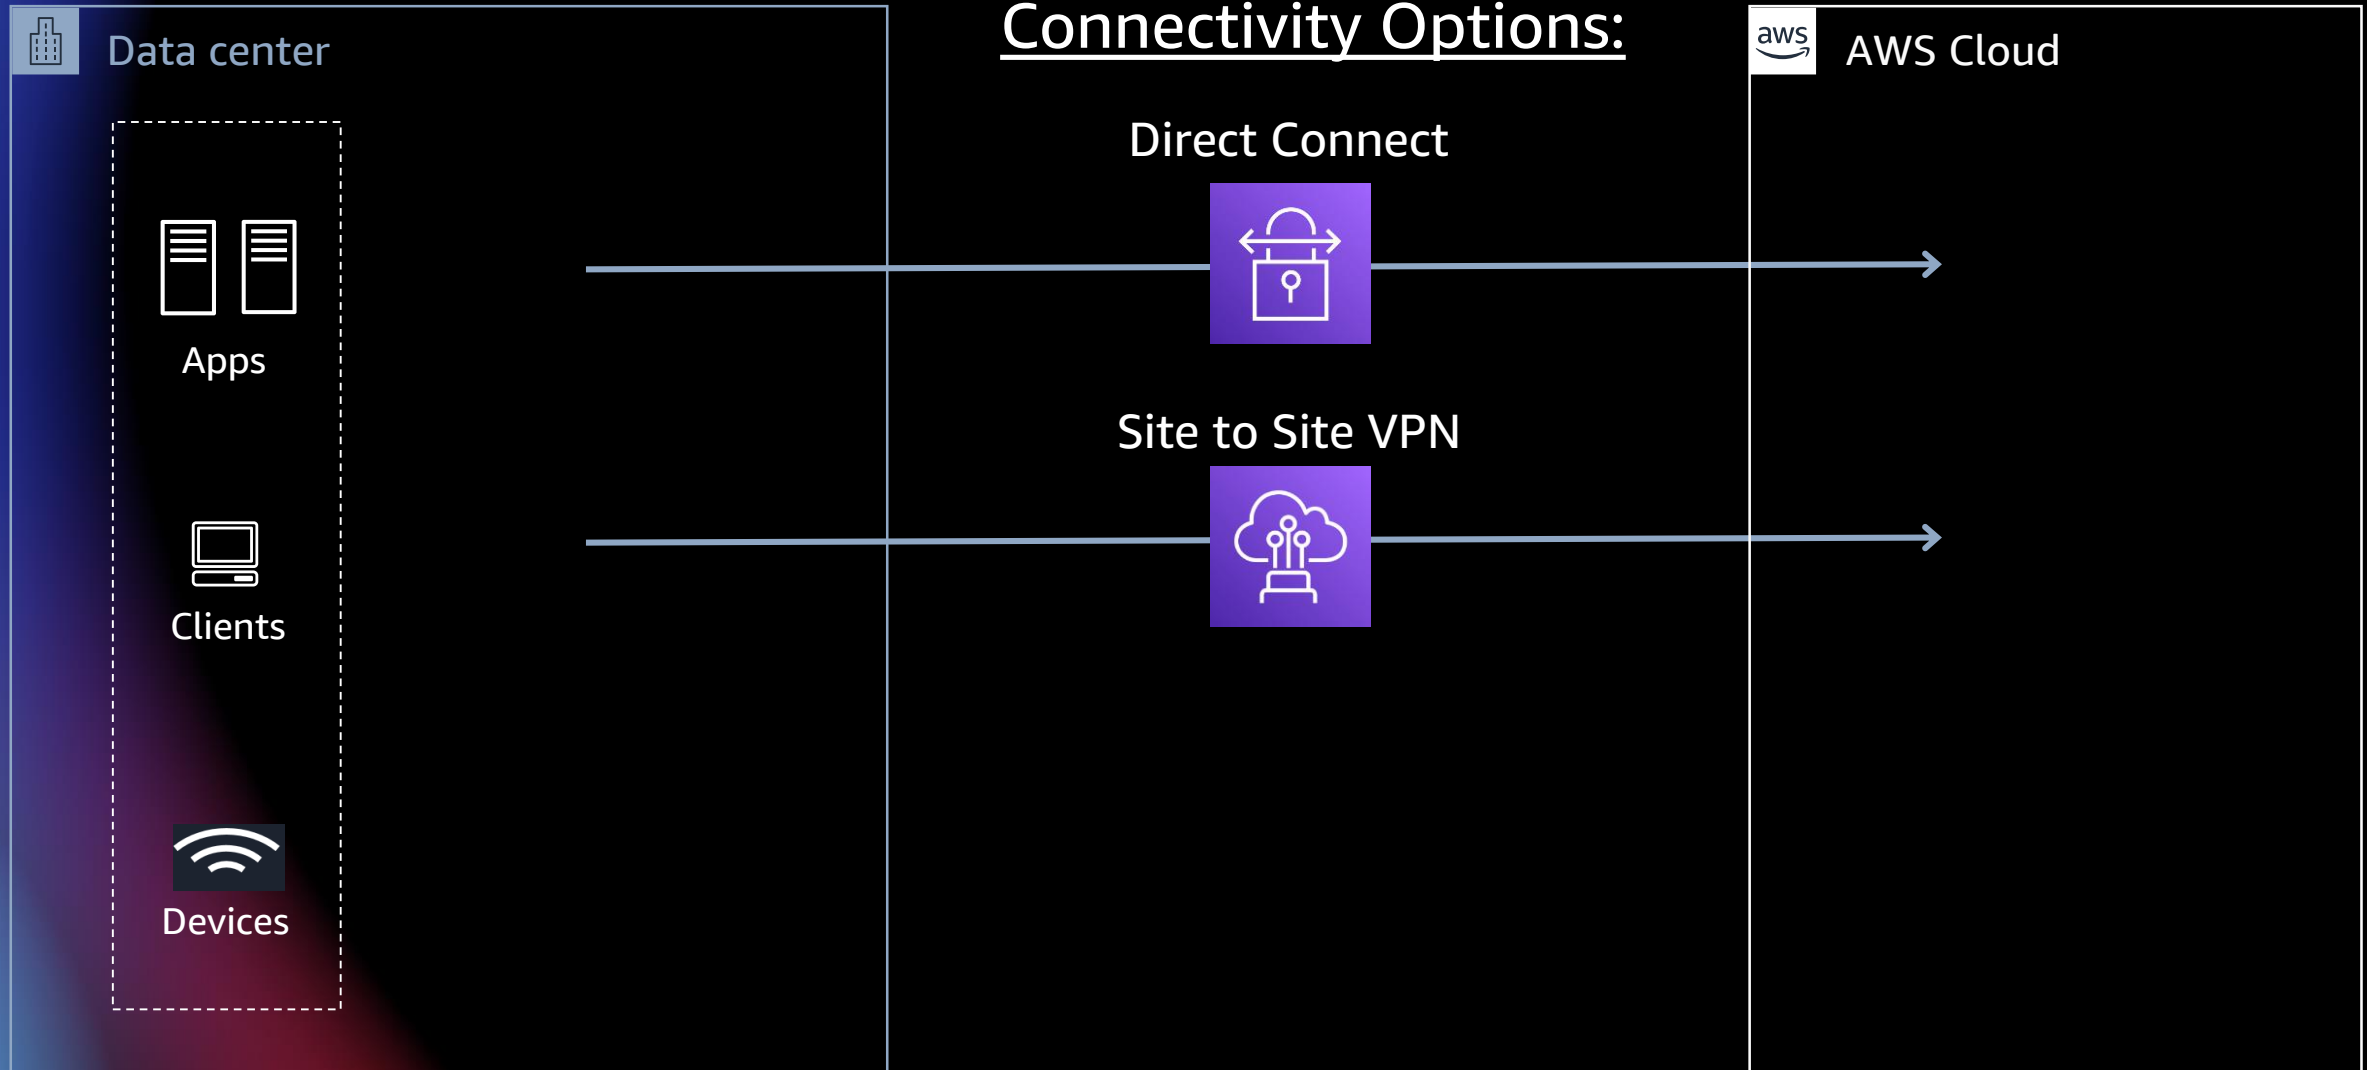 Connectivity Options:
Data center
aws
AWS Cloud
Direct Connect
Apps
Site to Site VPN
Clients
Devices